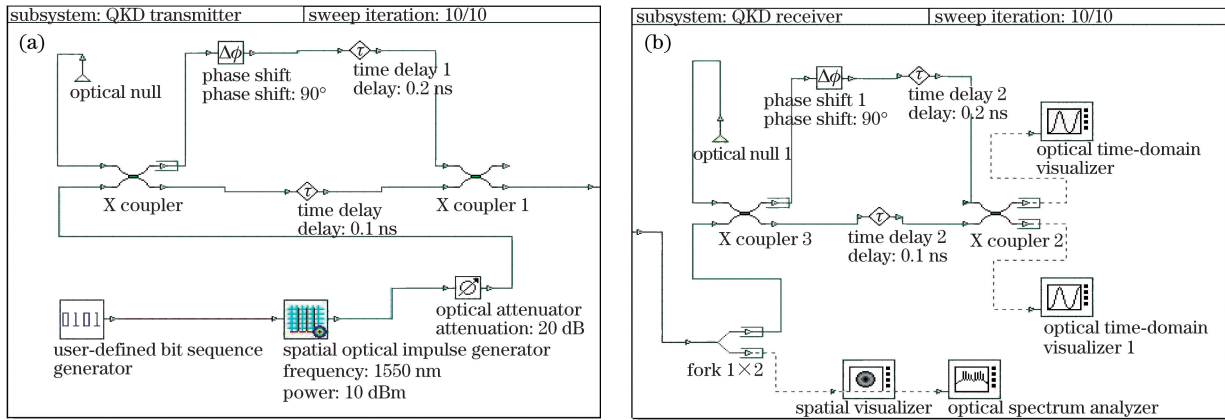 subsystem: QKD transmitter
sweep iteration: 10/10
(a)
Δϕ
phase shift
phase shift: 90°
τ
time delay 1
delay: 0.2 ns
optical null
X coupler
τ
time delay
delay: 0.1 ns
X coupler 1
0101
user-defined bit sequence
generator
spatial optical impulse generator
frequency: 1550 nm
power: 10 dBm
optical attenuator
attenuation: 20 dB
subsystem: QKD receiver
sweep iteration: 10/10
(b)
Δϕ
phase shift 1
phase shift: 90°
τ
time delay 2
delay: 0.2 ns
optical null 1
optical time-domain
visualizer
X coupler 3
τ
time delay 2
delay: 0.1 ns
X coupler 2
optical time-domain
visualizer 1
fork 1×2
spatial visualizer
optical spectrum analyzer